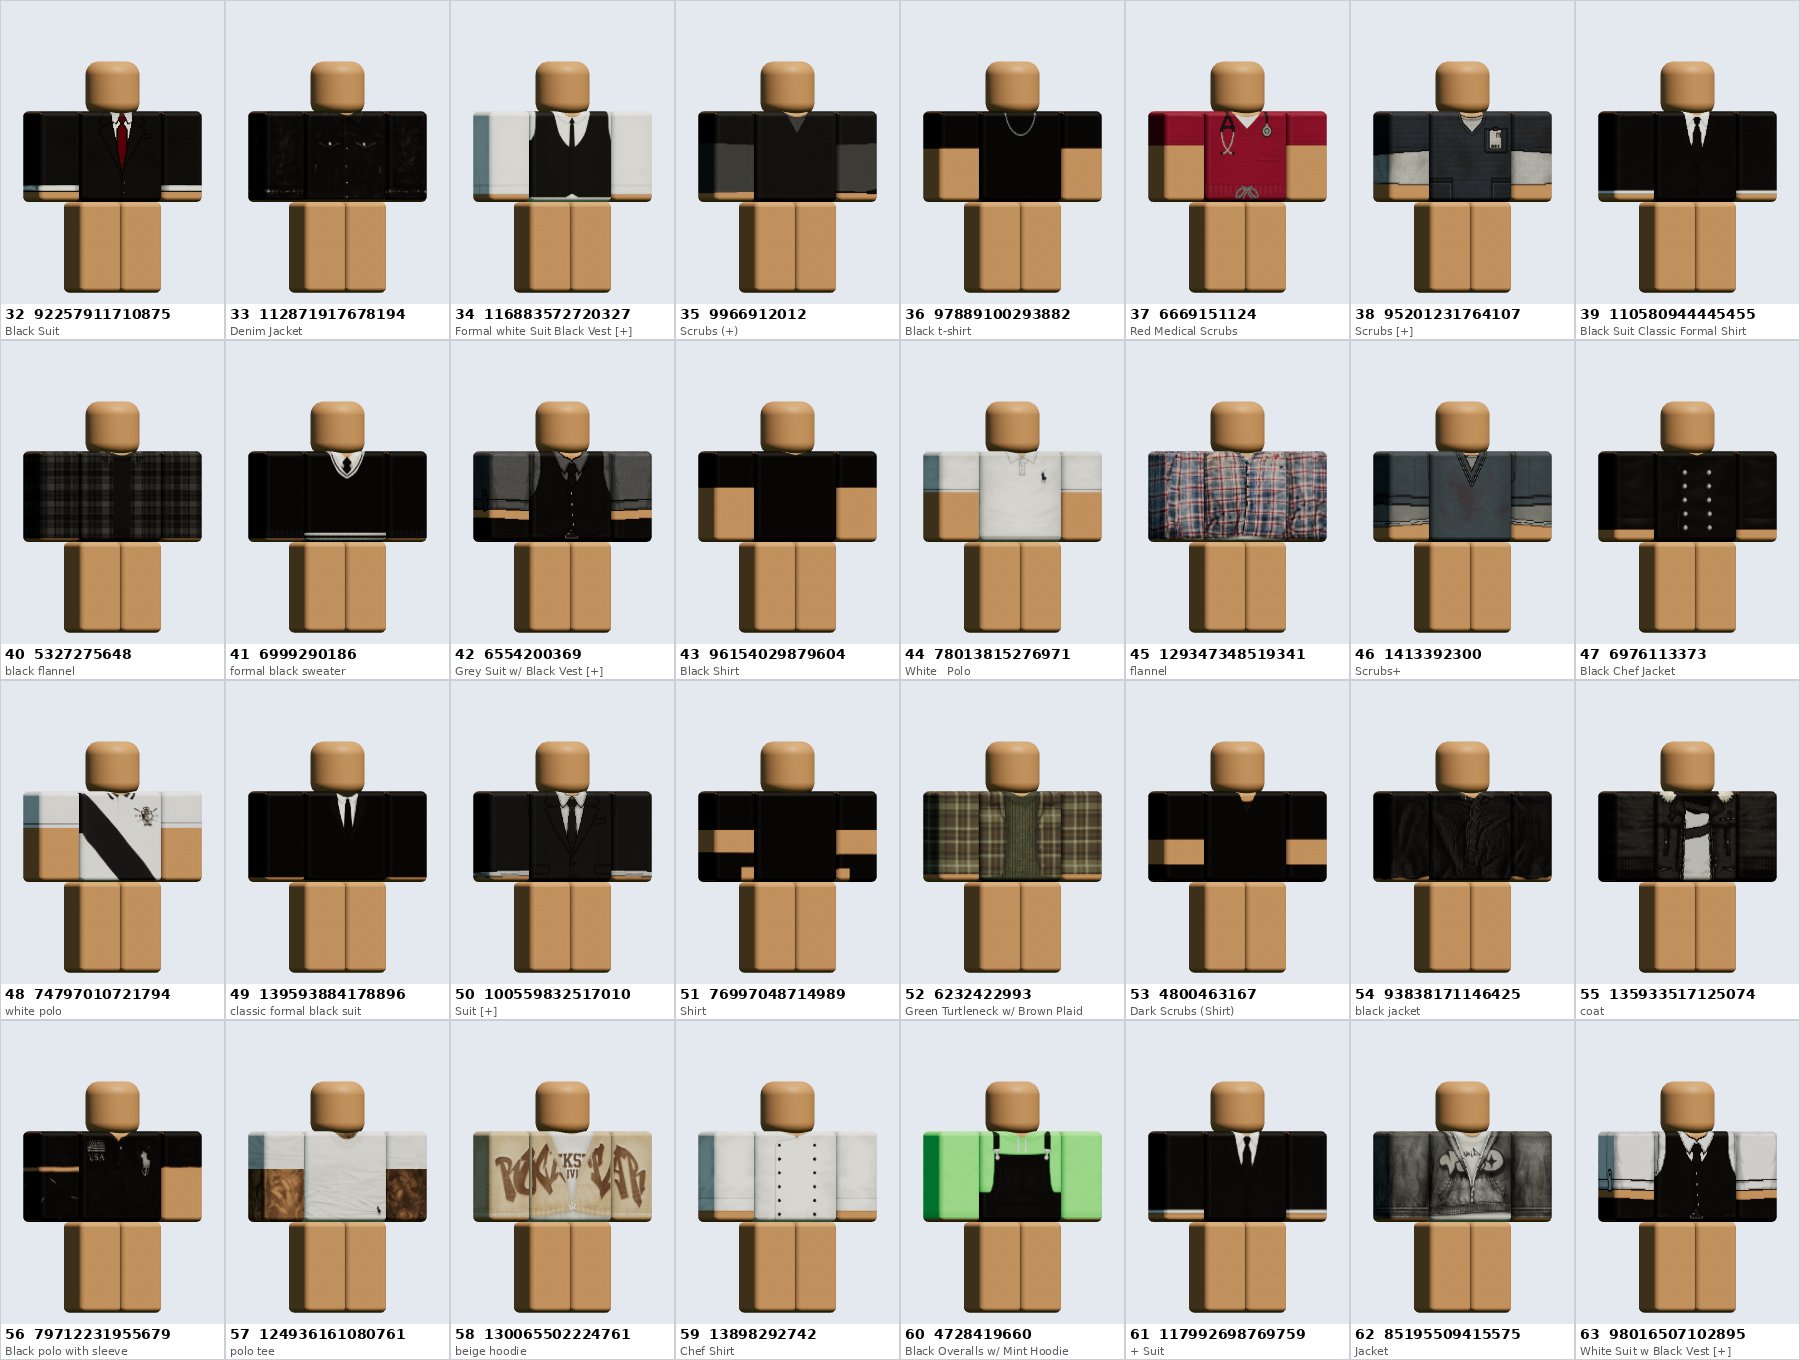 32 92257911710875
Black Suit
33 112871917678194
Denim Jacket
34 116883572720327
Formal white Suit Black Vest [+]
35 9966912012
Scrubs (+)
36 97889100293882
Black t-shirt
37 6669151124
Red Medical Scrubs
38 95201231764107
Scrubs [+]
39 110580944445455
Black Suit Classic Formal Shirt
40 5327275648
black flannel
41 6999290186
formal black sweater
42 6554200369
Grey Suit w/ Black Vest [+]
43 96154029879604
Black Shirt
44 78013815276971
White Polo
45 129347348519341
flannel
46 1413392300
Scrubs+
47 6976113373
Black Chef Jacket
48 74797010721794
white polo
49 139593884178896
classic formal black suit
50 100559832517010
Suit [+]
51 76997048714989
Shirt
52 6232422993
Green Turtleneck w/ Brown Plaid
53 4800463167
Dark Scrubs (Shirt)
54 93838171146425
black jacket
55 135933517125074
coat
USA
56 79712231955679
Black polo with sleeve
57 124936161080761
polo tee
58 130065502224761
beige hoodie
59 13898292742
Chef Shirt
60 4728419660
Black Overalls w/ Mint Hoodie
61 117992698769759
+ Suit
62 85195509415575
Jacket
63 98016507102895
White Suit w Black Vest [+]